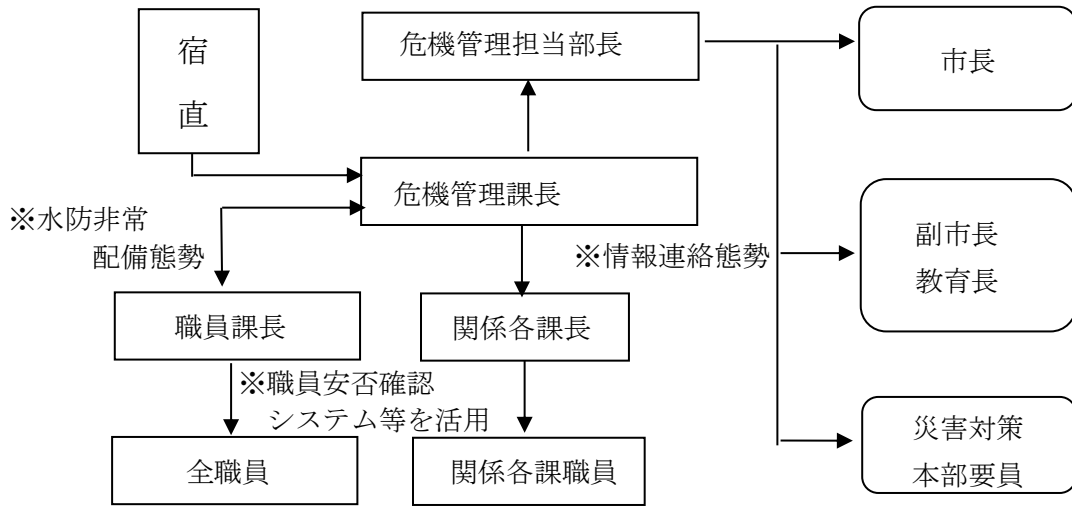 宿
直
危機管理担当部長
市長
危機管理課長
※水防非常
配備態勢
※情報連絡態勢
副市長
教育長
職員課長
関係各課長
※職員安否確認
システム等を活用
全職員
関係各課職員
災害対策
本部要員